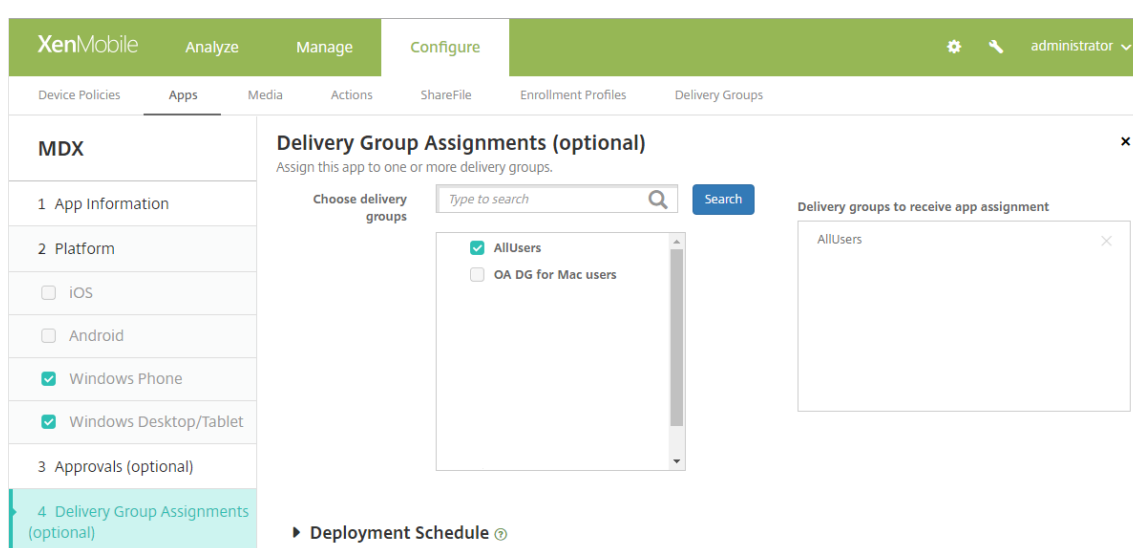 XenMobile Analyze Manage Configure administrator
Device Policies Apps Media Actions ShareFile Enrollment Profiles Delivery Groups
MDX
1 App Information
2 Platform
iOS
Android
Windows Phone
Windows Desktop/Tablet
3 Approvals (optional)
4 Delivery Group Assignments
(optional)
Delivery Group Assignments (optional)
Assign this app to one or more delivery groups.
Choose delivery
groups
Type to search
Search
AllUsers
OA DG for Mac users
Delivery groups to receive app assignment
AllUsers
Deployment Schedule